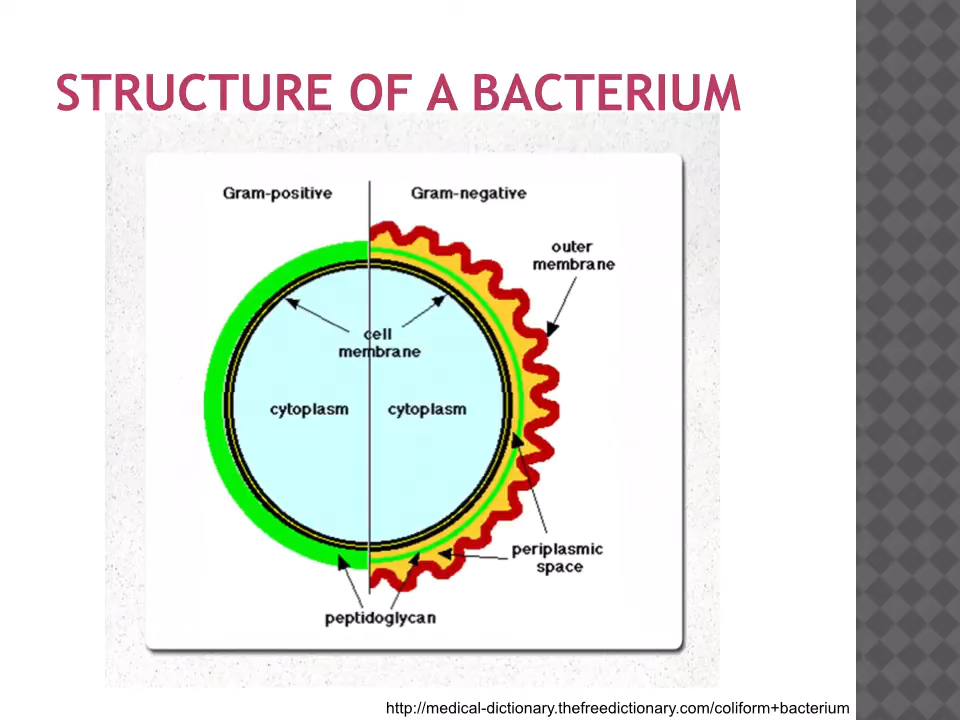 STRUCTURE OF A BACTERIUM
Gram-positive
Gram-negative
outer
membrane
cell
membrane
cytoplasm
cytoplasm
periplasmic
space
peptidoglycan
http://medical-dictionary.thefreedictionary.com/coliform+bacterium